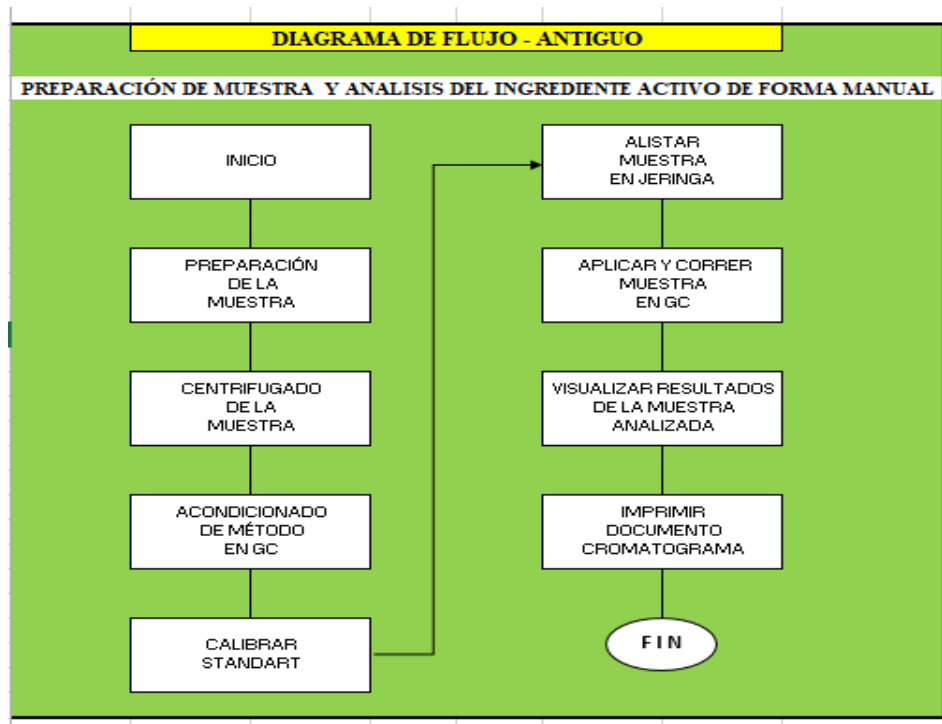 DIAGRAMA DE FLUJO - ANTIGUO
PREPARACIÓN DE MUESTRA Y ANALISIS DEL INGREDIENTE ACTIVO DE FORMA MANUAL
INICIO
PREPARACIÓN
DE LA
MUESTRA
CENTRIFUGADO
DE LA
MUESTRA
ACONDICIONADO
DE MÉTODO
EN GC
CALIBRAR
STANDART
ALISTAR
MUESTRA
EN JERINGA
APLICAR Y CORRER
MUESTRA
EN GC
VISUALIZAR RESULTADOS
DE LA MUESTRA
ANALIZADA
IMPRIMIR
DOCUMENTO
CROMATOGRAMA
FIN